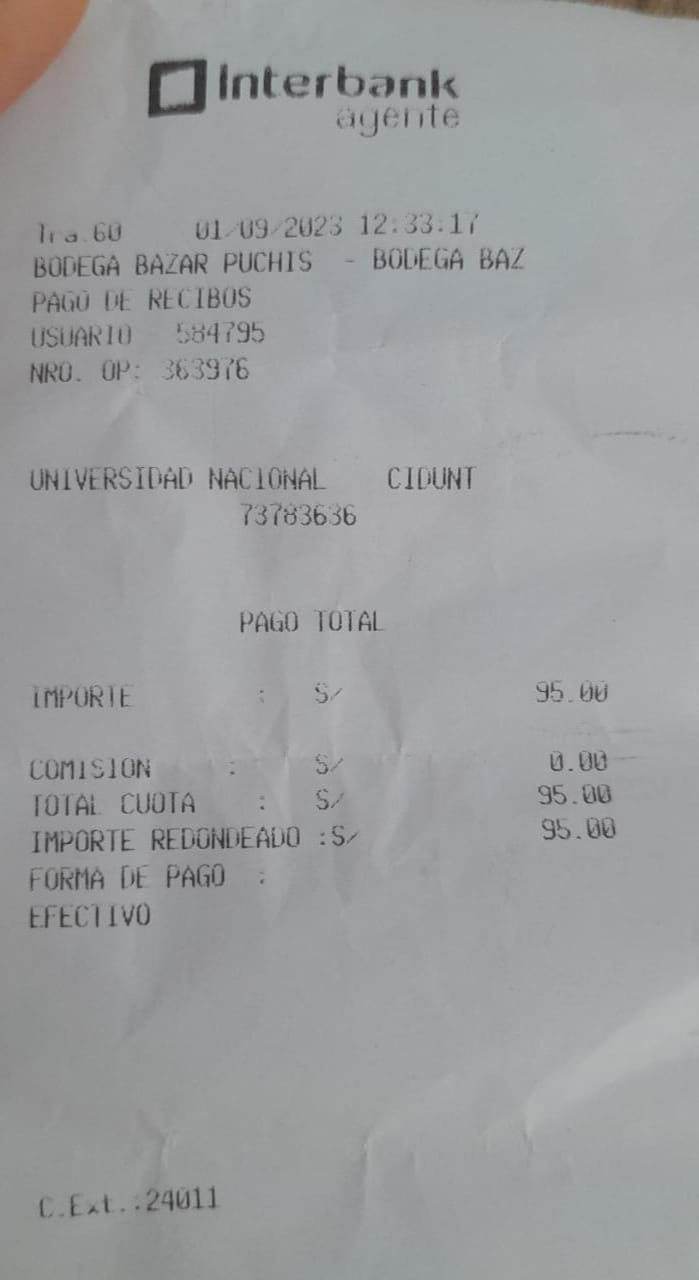 Interbank
agente
Tra.60 01/09/2023 12:33:17
BODEGA BAZAR PUCHIS - BODEGA BAZ
PAGO DE RECIBOS
USUARIO 584795
NRO. OP: 363976
UNIVERSIDAD NACIONAL CIDUNT
73783636
PAGO TOTAL
IMPORTE : S/ 95.00
COMISION : S/ 0.00
TOTAL CUOTA : S/ 95.00
IMPORTE REDONDEADO :S/ 95.00
FORMA DE PAGO :
EFECTIVO
C.Ext.:24011